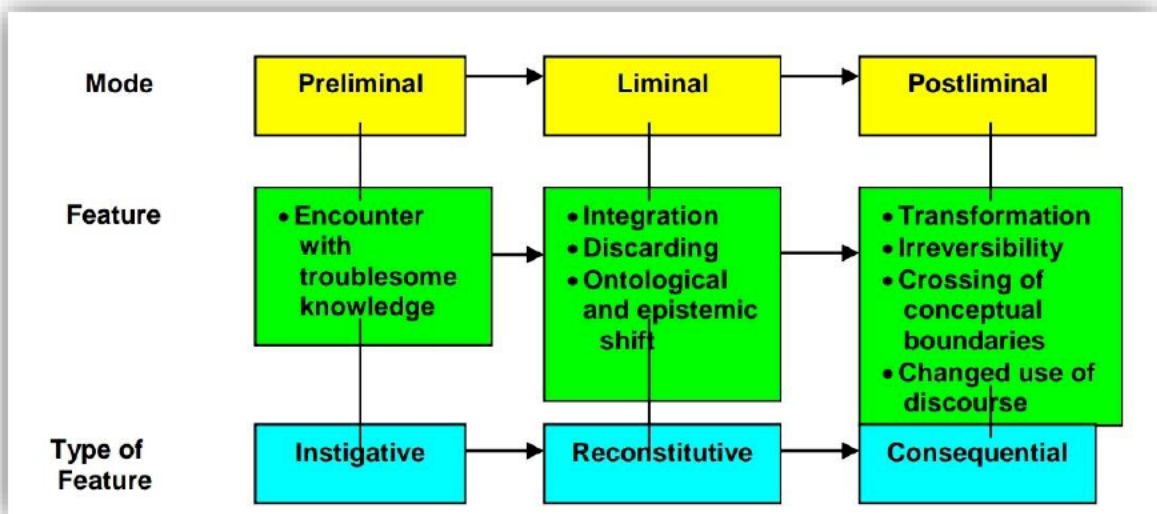 Mode
Preliminal
Liminal
Postliminal
Feature
• Encounter
with
troublesome
knowledge
• Integration
• Discarding
• Ontological
and epistemic
shift
• Transformation
• Irreversibility
• Crossing of
conceptual
boundaries
• Changed use of
discourse
Type of
Feature
Instigative
Reconstitutive
Consequential